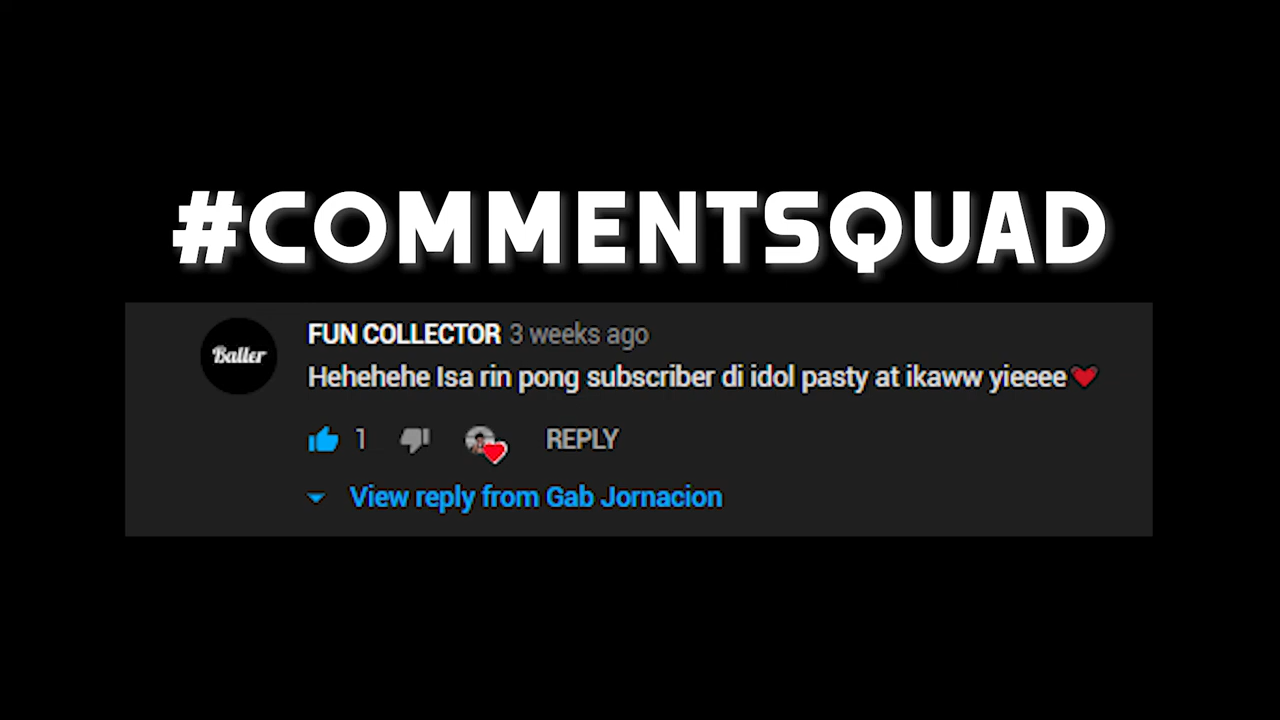 #COMMENTSQUAD
Baller
FUN COLLECTOR 3 weeks ago
Hehehehe Isa rin pong subscriber di idol pasty at ikaww yieeee❤
1 REPLY
View reply from Gab Jornacion